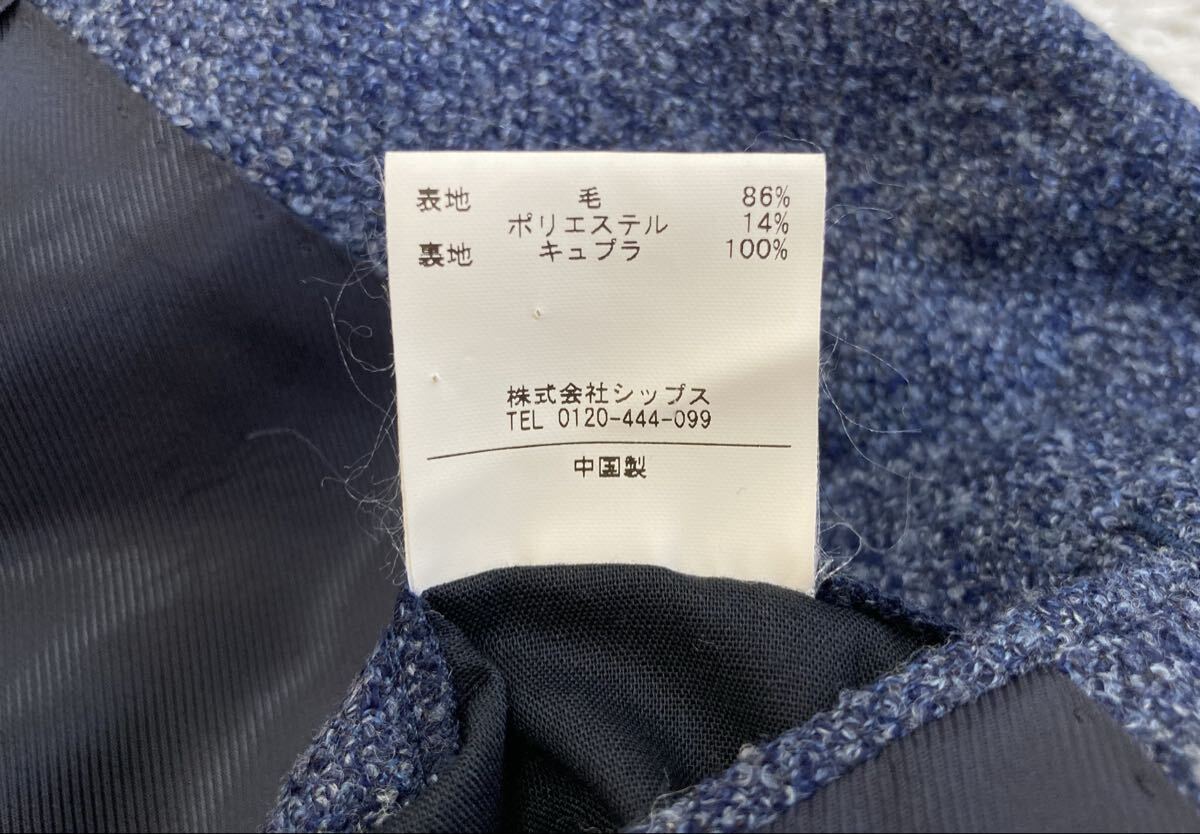 表地 毛 86%
ポリエステル 14%
裏地 キュプラ 100%
株式会社シップス
TEL 0120-444-099
中国製